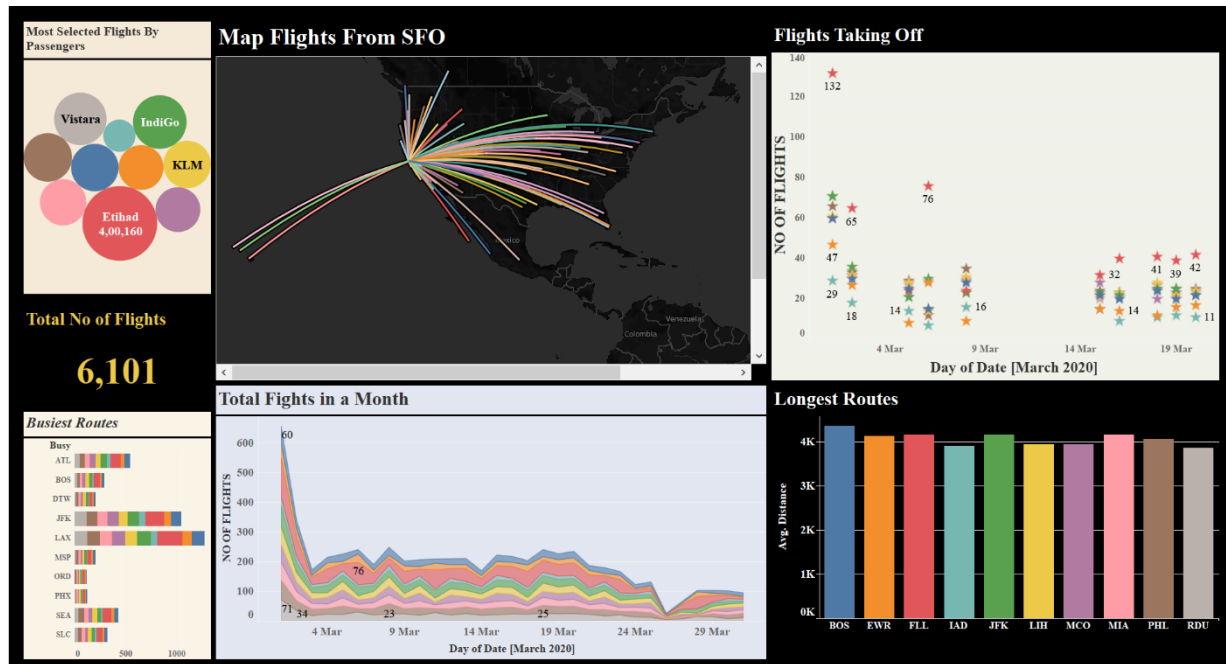 Most Selected Flights By
Passengers
Vistara
IndiGo
KLM
Etihad
4,00,160
Total No of Flights
6,101
Busiest Routes
Busy
ATL
BOS
DTW
JFK
LAX
MSP
ORD
PHX
SEA
SLC
0 500 1000
Map Flights From SFO
Mexico
Venezuela
Colombia
Total Fights in a Month
NO OF FLIGHTS
600
500
400
300
200
100
0
60
76
71 34 23 25
4 Mar 9 Mar 14 Mar 19 Mar 24 Mar 29 Mar
Day of Date [March 2020]
Flights Taking Off
NO OF FLIGHTS
140
120
100
80
60
40
20
0
132
65
76
47
29
18
14
16
32
14
41
39
42
11
4 Mar 9 Mar 14 Mar 19 Mar
Day of Date [March 2020]
Longest Routes
Avg. Distance
4K
3K
2K
1K
0K
BOS EWR FLL IAD JFK LIH MCO MIA PHL RDU